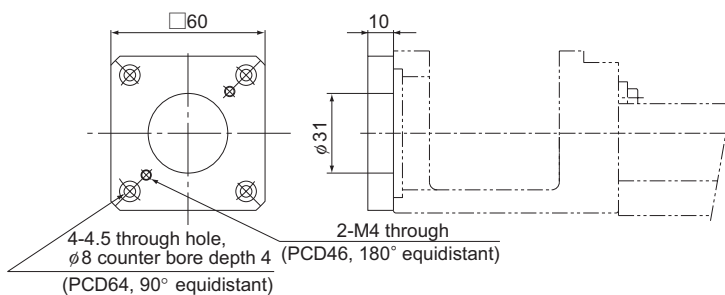 □60
10
ϕ31
4-4.5 through hole,
ϕ8 counter bore depth 4
(PCD64, 90° equidistant)
2-M4 through
(PCD46, 180° equidistant)